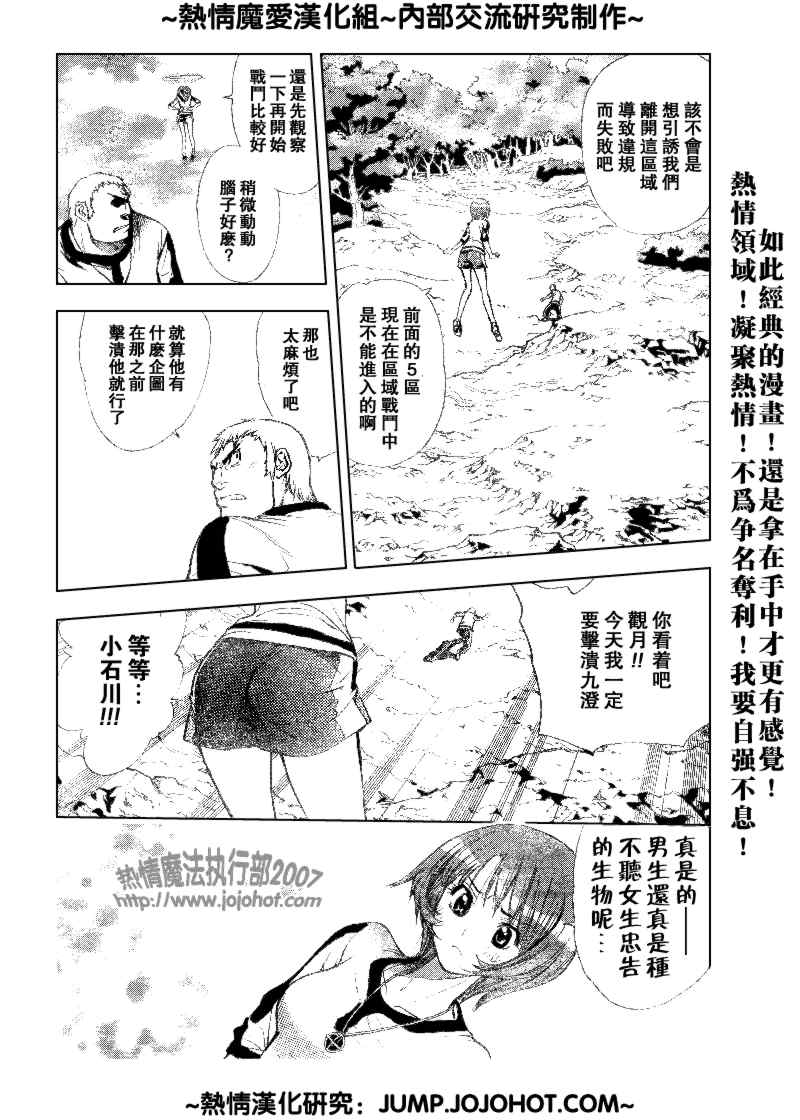 ~熱情魔愛漢化組~內部交流研究制作~
該不會是
想引誘我們
離開這區域
導致違規
而失敗吧
前面的5區
現在在區域戰鬥中
是不能進入的啊
還是先觀察
一下再開始
戰鬥比較好
稍微動動
腦子好麼？
那也
太麻煩了吧
就算他有
什麼企圖
在那之前
擊潰他就行了
你看着吧
觀月!!
今天我一定
要擊潰九澄
等等…
小石川!!!
真是的——
男生還真是種
不聽女生忠告
的生物呢…
如此經典的漫畫！還是拿在手中才更有感覺！
熱情領域！凝聚熱情！不爲争名奪利！我要自强不息！
熱情魔法执行部2007
http://www.jojohot.com
~熱情漢化研究：JUMP.JOJOHOT.COM~